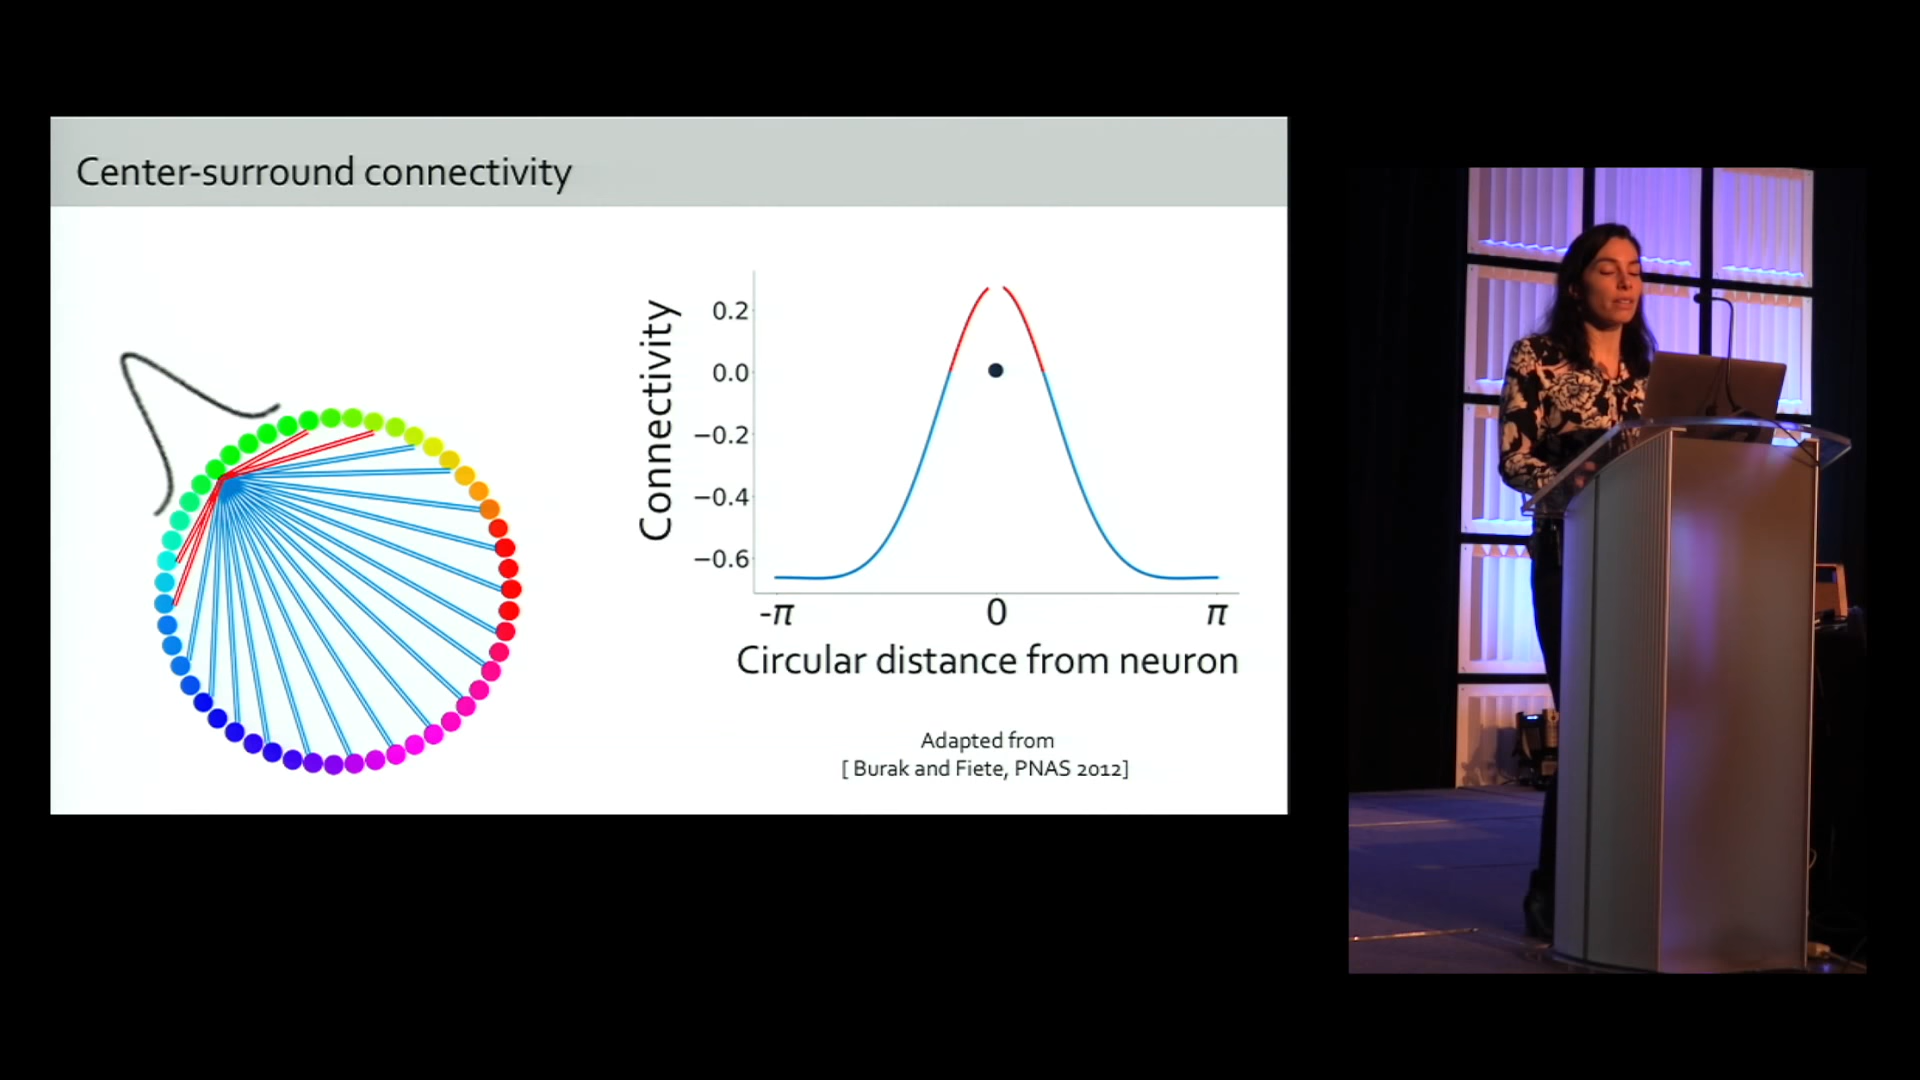 Center-surround connectivity
Connectivity
0.2
0.0
−0.2
−0.4
−0.6
-π
0
π
Circular distance from neuron
Adapted from
[ Burak and Fiete, PNAS 2012]